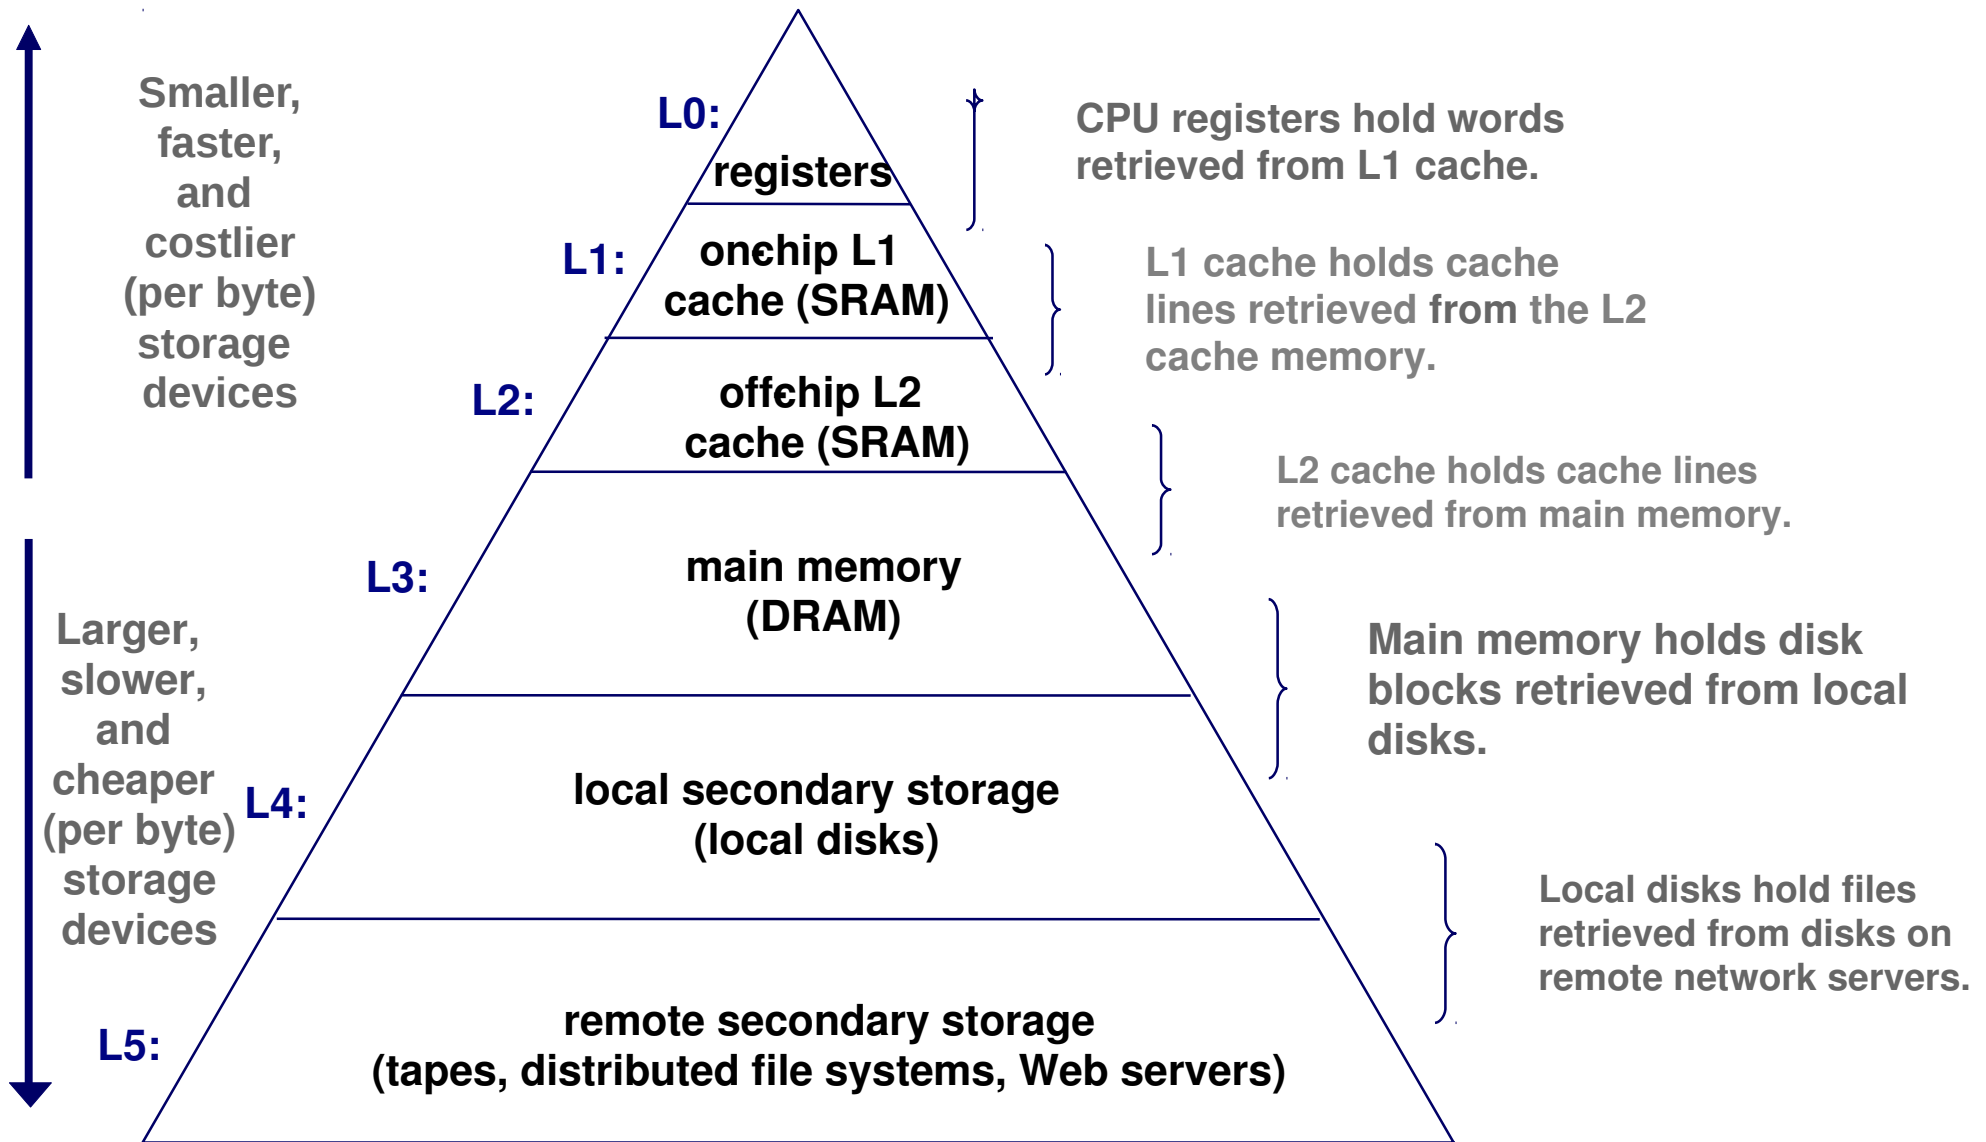 Smaller,
faster,
and
costlier
(per byte)
storage
devices
Larger,
slower,
and
cheaper
(per byte)
storage
devices
L0:
registers
CPU registers hold words
retrieved from L1 cache.
L1:
on€hip L1
cache (SRAM)
L1 cache holds cache
lines retrieved from the L2
cache memory.
L2:
off€hip L2
cache (SRAM)
L2 cache holds cache lines
retrieved from main memory.
L3:
main memory
(DRAM)
Main memory holds disk
blocks retrieved from local
disks.
L4:
local secondary storage
(local disks)
Local disks hold files
retrieved from disks on
remote network servers.
L5:
remote secondary storage
(tapes, distributed file systems, Web servers)